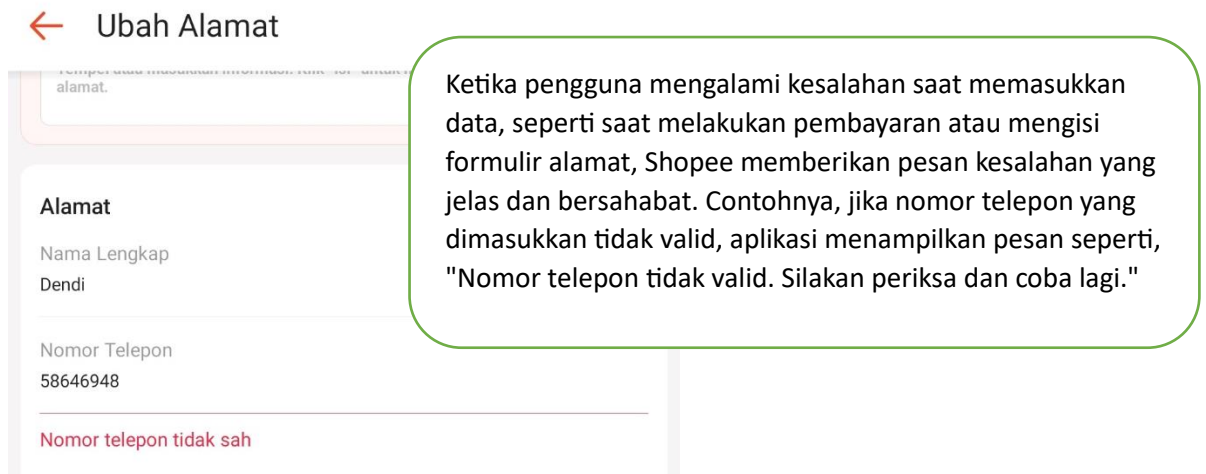 Ubah Alamat
alamat.
Alamat
Nama Lengkap
Dendi
Nomor Telepon
58646948
Nomor telepon tidak sah
Ketika pengguna mengalami kesalahan saat memasukkan
data, seperti saat melakukan pembayaran atau mengisi
formulir alamat, Shopee memberikan pesan kesalahan yang
jelas dan bersahabat. Contohnya, jika nomor telepon yang
dimasukkan tidak valid, aplikasi menampilkan pesan seperti,
"Nomor telepon tidak valid. Silakan periksa dan coba lagi."